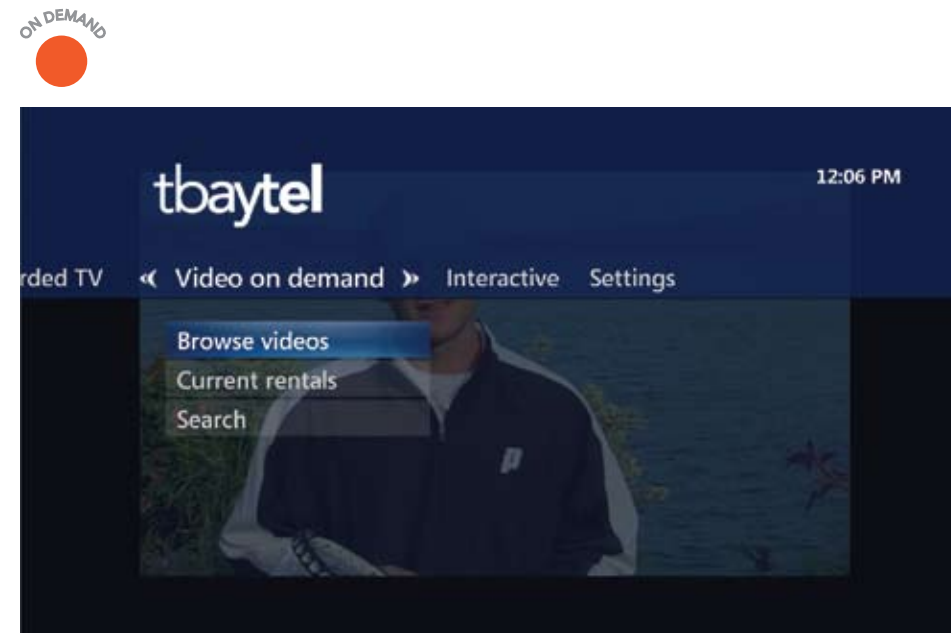 ON DEMAND
tbaytel
12:06 PM
rded TV « Video on demand » Interactive Settings
Browse videos
Current rentals
Search